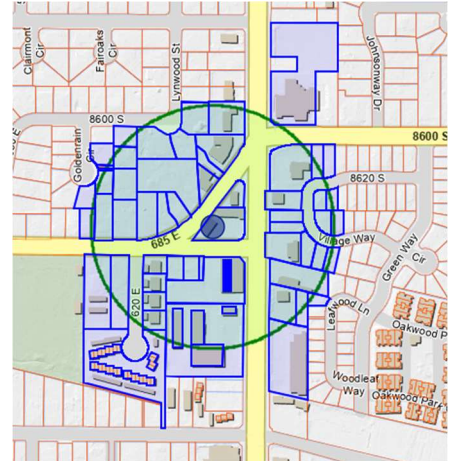 Clairmont
Cir
Fairoaks
Cir
Lynwood St
Johnsonway Dr
8600 S
8600 S
Goldenrain
Cir
8620 S
685 E
Village Way
Green Way
Cir
620 E
Leawood Ln
Oakwood P
Woodleaf
Way
Oakwood Park